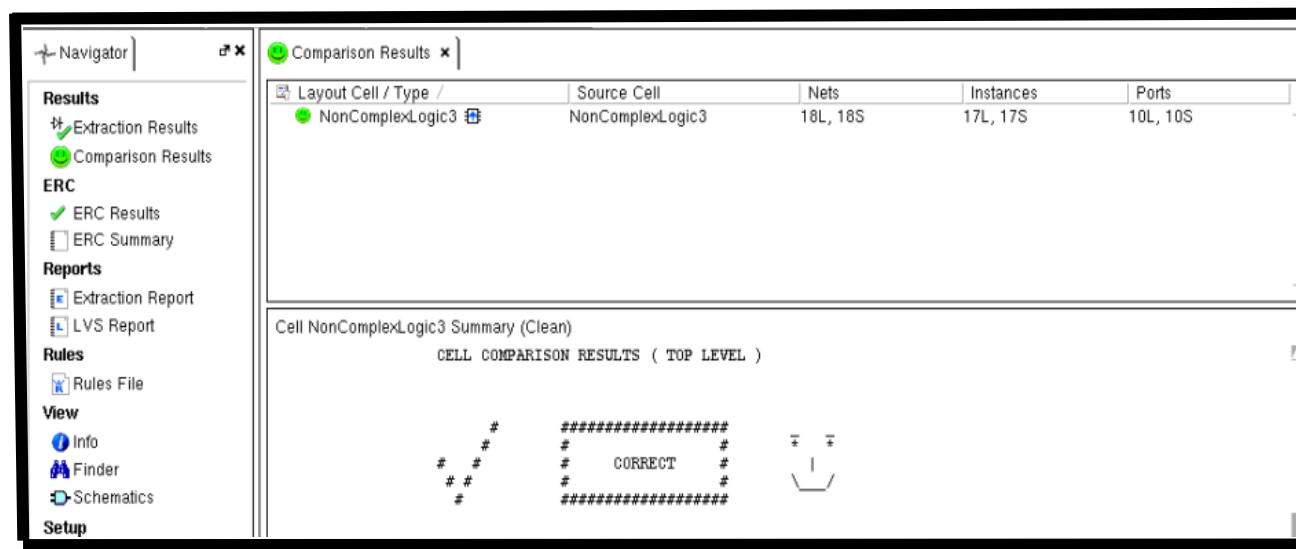 Navigator
Results
Extraction Results
Comparison Results
ERC
ERC Results
ERC Summary
Reports
Extraction Report
LVS Report
Rules
Rules File
View
Info
Finder
Schematics
Setup
Comparison Results
Layout Cell / Type / Source Cell Nets Instances Ports
NonComplexLogic3 NonComplexLogic3 18L, 18S 17L, 17S 10L, 10S
Cell NonComplexLogic3 Summary (Clean)
CELL COMPARISON RESULTS ( TOP LEVEL )
# ###################
# # #
# # # CORRECT #
# # # #
# ###################